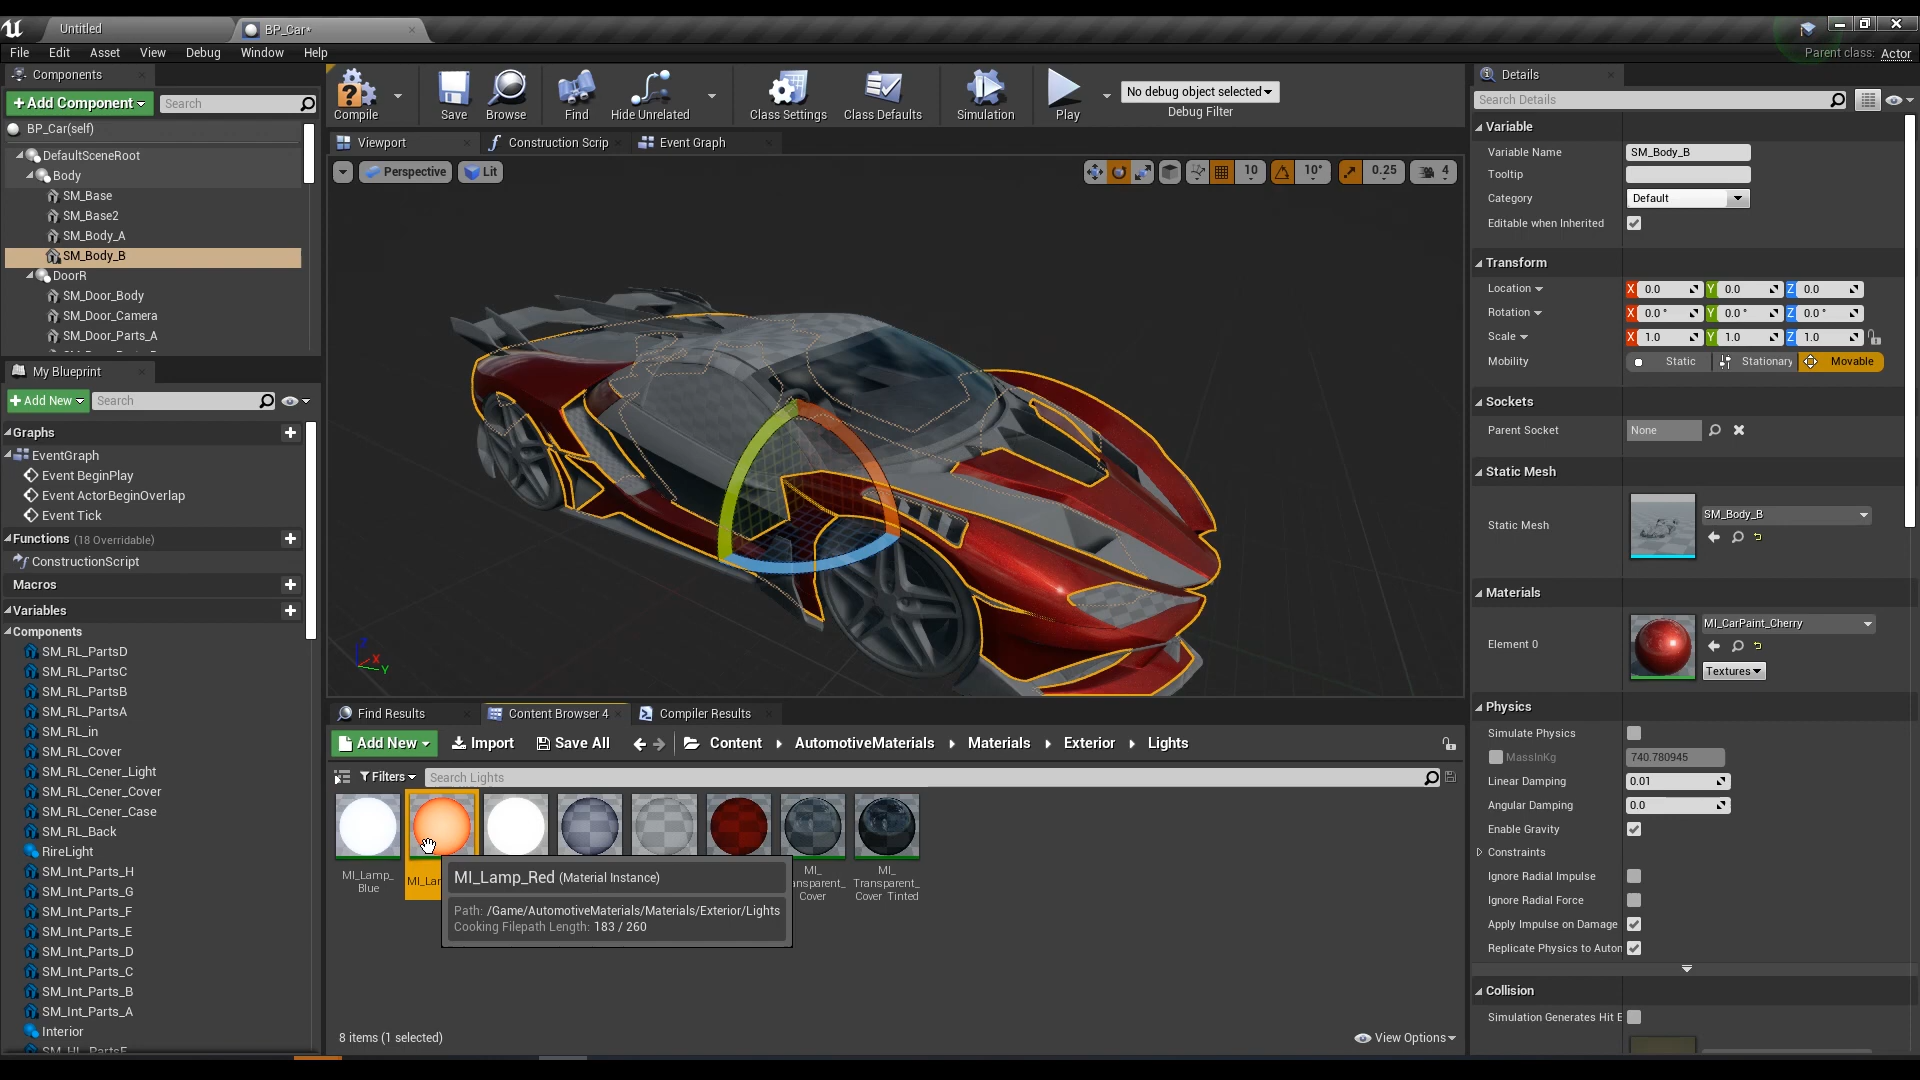 Untitled
BP_Car*
File Edit Asset View Debug Window Help
Parent class: Actor
Components
Add Component
Search
BP_Car(self)
DefaultSceneRoot
Body
SM_Base
SM_Base2
SM_Body_A
SM_Body_B
DoorR
SM_Door_Body
SM_Door_Camera
SM_Door_Parts_A
My Blueprint
Add New
Search
Graphs
EventGraph
Event BeginPlay
Event ActorBeginOverlap
Event Tick
Functions (18 Overridable)
ConstructionScript
Macros
Variables
Components
SM_RL_PartsD
SM_RL_PartsC
SM_RL_PartsB
SM_RL_PartsA
SM_RL_in
SM_RL_Cover
SM_RL_Cener_Light
SM_RL_Cener_Cover
SM_RL_Cener_Case
SM_RL_Back
RireLight
SM_Int_Parts_H
SM_Int_Parts_G
SM_Int_Parts_F
SM_Int_Parts_E
SM_Int_Parts_D
SM_Int_Parts_C
SM_Int_Parts_B
SM_Int_Parts_A
Interior
Compile
Save
Browse
Find
Hide Unrelated
Class Settings
Class Defaults
Simulation
Play
No debug object selected
Debug Filter
Viewport
Construction Scrip
Event Graph
Perspective
Lit
10
10°
0.25
4
Z
X
Y
Find Results
Content Browser 4
Compiler Results
Add New
Import
Save All
Content
AutomotiveMaterials
Materials
Exterior
Lights
Filters
Search Lights
MI_Lamp_
Blue
MI_Lar
MI_Lamp_Red (Material Instance)
Path: /Game/AutomotiveMaterials/Materials/Exterior/Lights
Cooking Filepath Length: 183 / 260
MI_
ansparent_
Cover
MI_
Transparent_
Cover_Tinted
8 items (1 selected)
View Options
Details
Search Details
Variable
Variable Name SM_Body_B
Tooltip
Category Default
Editable when Inherited
Transform
Location X 0.0 Y 0.0 Z 0.0
Rotation X 0.0 ° Y 0.0 ° Z 0.0 °
Scale X 1.0 Y 1.0 Z 1.0
Mobility Static Stationary Movable
Sockets
Parent Socket None
Static Mesh
Static Mesh SM_Body_B
Materials
Element 0 MI_CarPaint_Cherry
Textures
Physics
Simulate Physics
MassInKg 740.780945
Linear Damping 0.01
Angular Damping 0.0
Enable Gravity
Constraints
Ignore Radial Impulse
Ignore Radial Force
Apply Impulse on Damage
Replicate Physics to Auton
Collision
Simulation Generates Hit E